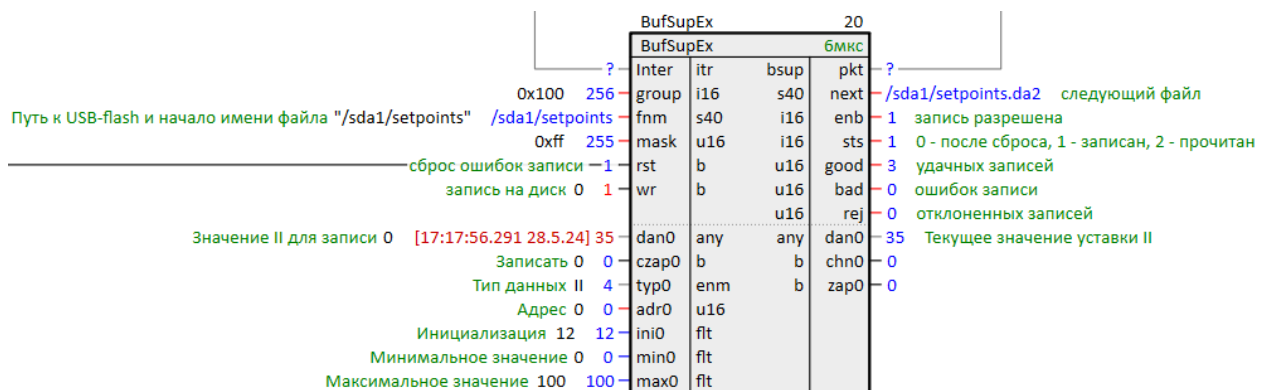 BufSupEx 20
BufSupEx 6мкс
? Inter itr bsup pkt ?
0x100 256 group i16 s40 next /sda1/setpoints.da2 следующий файл
Путь к USB-flash и начало имени файла "/sda1/setpoints" /sda1/setpoints fnm s40 i16 enb 1 запись разрешена
0xff 255 mask u16 i16 sts 1 0 - после сброса, 1 - записан, 2 - прочитан
сброс ошибок записи 1 rst b u16 good 3 удачных записей
запись на диск 0 1 wr b u16 bad 0 ошибок записи
u16 rej 0 отклоненных записей
Значение II для записи 0 [17:17:56.291 28.5.24] 35 dan0 any any dan0 35 Текущее значение уставки II
Записать 0 0 czap0 b b chn0 0
Тип данных II 4 typ0 enm b zap0 0
Адрес 0 0 adr0 u16
Инициализация 12 12 ini0 flt
Минимальное значение 0 0 min0 flt
Максимальное значение 100 100 max0 flt